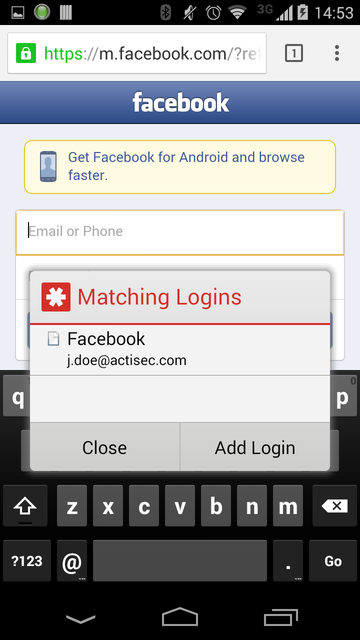 3G
14:53
https://m.facebook.com/?ref
1
facebook
Get Facebook for Android and browse
faster.
Email or Phone
Matching Logins
Facebook
j.doe@actisec.com
q
p
0
Close
Add Login
z x c v b n m
?123
@
...
.
...
Go